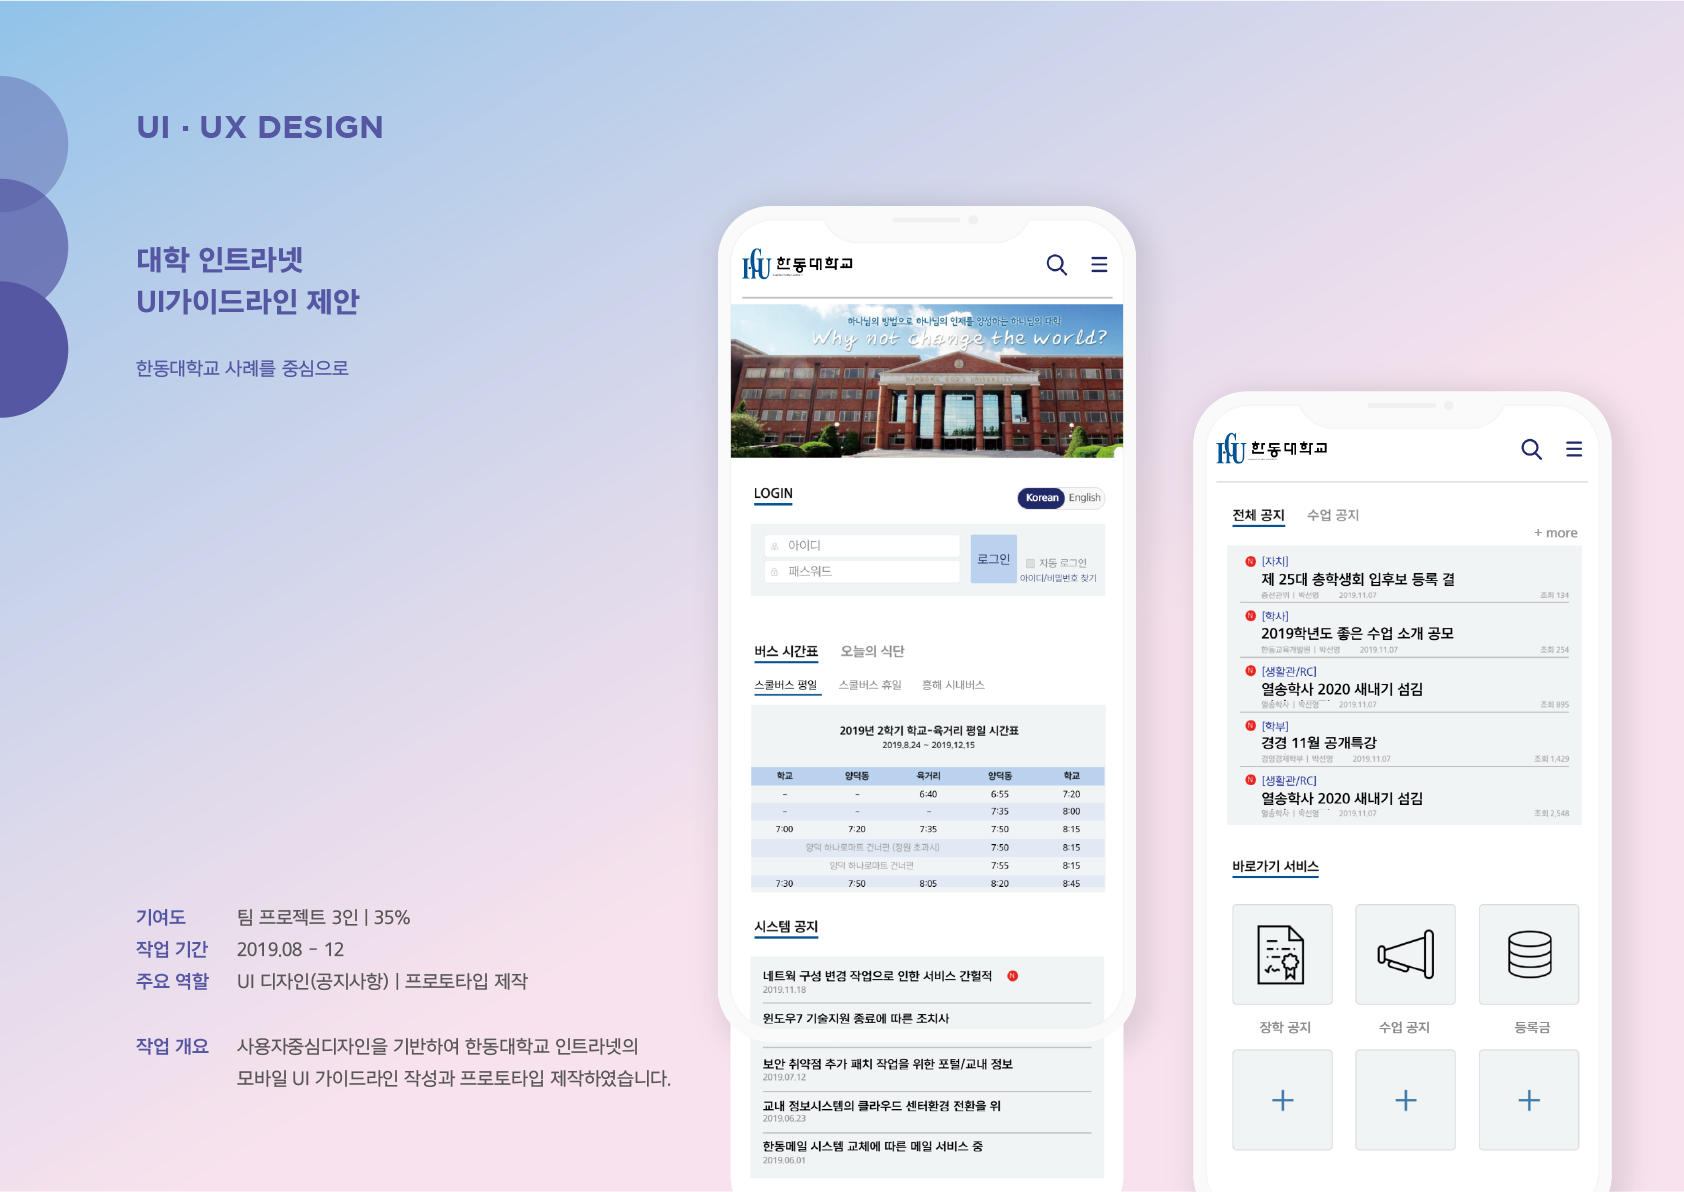 UI · UX DESIGN
대학 인트라넷
UI가이드라인 제안
한동대학교 사례를 중심으로
기여도 팀 프로젝트 3인 | 35%
작업 기간 2019.08 - 12
주요 역할 UI 디자인(공지사항) | 프로토타입 제작
작업 개요 사용자중심디자인을 기반하여 한동대학교 인트라넷의
모바일 UI 가이드라인 작성과 프로토타입 제작하였습니다.
HGU 한동대학교
하나님의 방법으로 하나님의 인재를 양성하는 하나님의 대학
Why not change the world?
LOGIN
Korean English
아이디
패스워드
로그인
자동 로그인
아이디/비밀번호 찾기
버스 시간표 오늘의 식단
스쿨버스 평일 스쿨버스 휴일 흥해 시내버스
2019년 2학기 학교-육거리 평일 시간표
2019.8.24 ~ 2019.12.15
학교 양덕동 육거리 양덕동 학교
- - 6:40 6:55 7:20
- - - 7:35 8:00
7:00 7:20 7:35 7:50 8:15
양덕 하나로마트 건너편 (정원 초과시) 7:50 8:15
양덕 하나로마트 건너편 7:55 8:15
7:30 7:50 8:05 8:20 8:45
시스템 공지
네트웍 구성 변경 작업으로 인한 서비스 간헐적 N
2019.11.18
윈도우7 기술지원 종료에 따른 조치사
보안 취약점 추가 패치 작업을 위한 포털/교내 정보
2019.07.12
교내 정보시스템의 클라우드 센터환경 전환을 위
2019.06.23
한동메일 시스템 교체에 따른 메일 서비스 중
2019.06.01
HGU 한동대학교
전체 공지 수업 공지
+ more
N [자치]
제 25대 총학생회 입후보 등록 결
총선관위 | 박선영 2019.11.07 조회 134
N [학사]
2019학년도 좋은 수업 소개 공모
한동교육개발원 | 박선영 2019.11.07 조회 254
N [생활관/RC]
열송학사 2020 새내기 섬김
열송학사 | 박선영 2019.11.07 조회 895
N [학부]
경경 11월 공개특강
경영경제학부 | 박선영 2019.11.07 조회 1,429
N [생활관/RC]
열송학사 2020 새내기 섬김
열송학사 | 박선영 2019.11.07 조회 2,548
바로가기 서비스
장학 공지 수업 공지 등록금